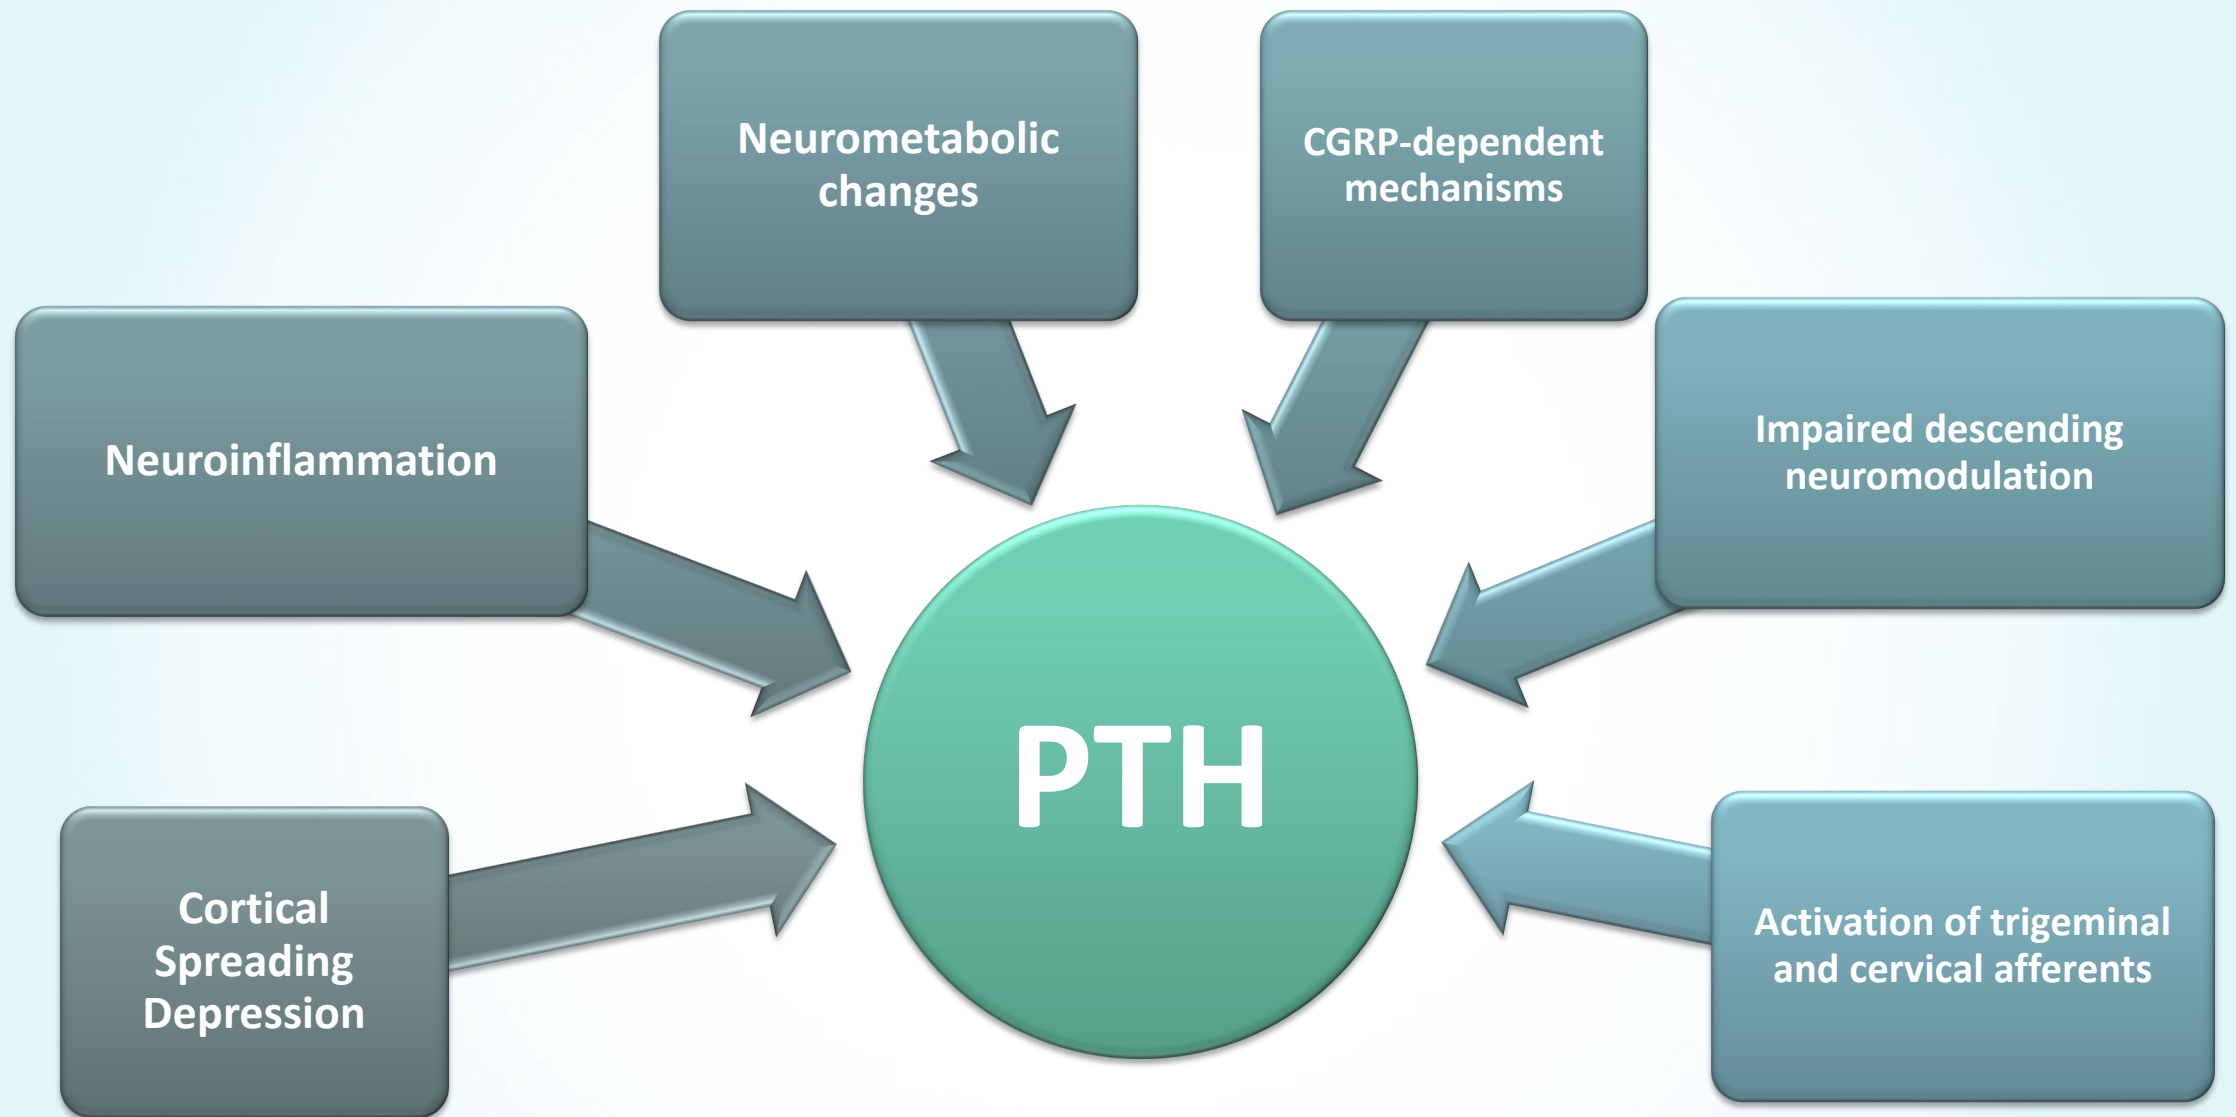 Neurometabolic
changes
CGRP-dependent
mechanisms
Neuroinflammation
Impaired descending
neuromodulation
PTH
Cortical
Spreading
Depression
Activation of trigeminal
and cervical afferents